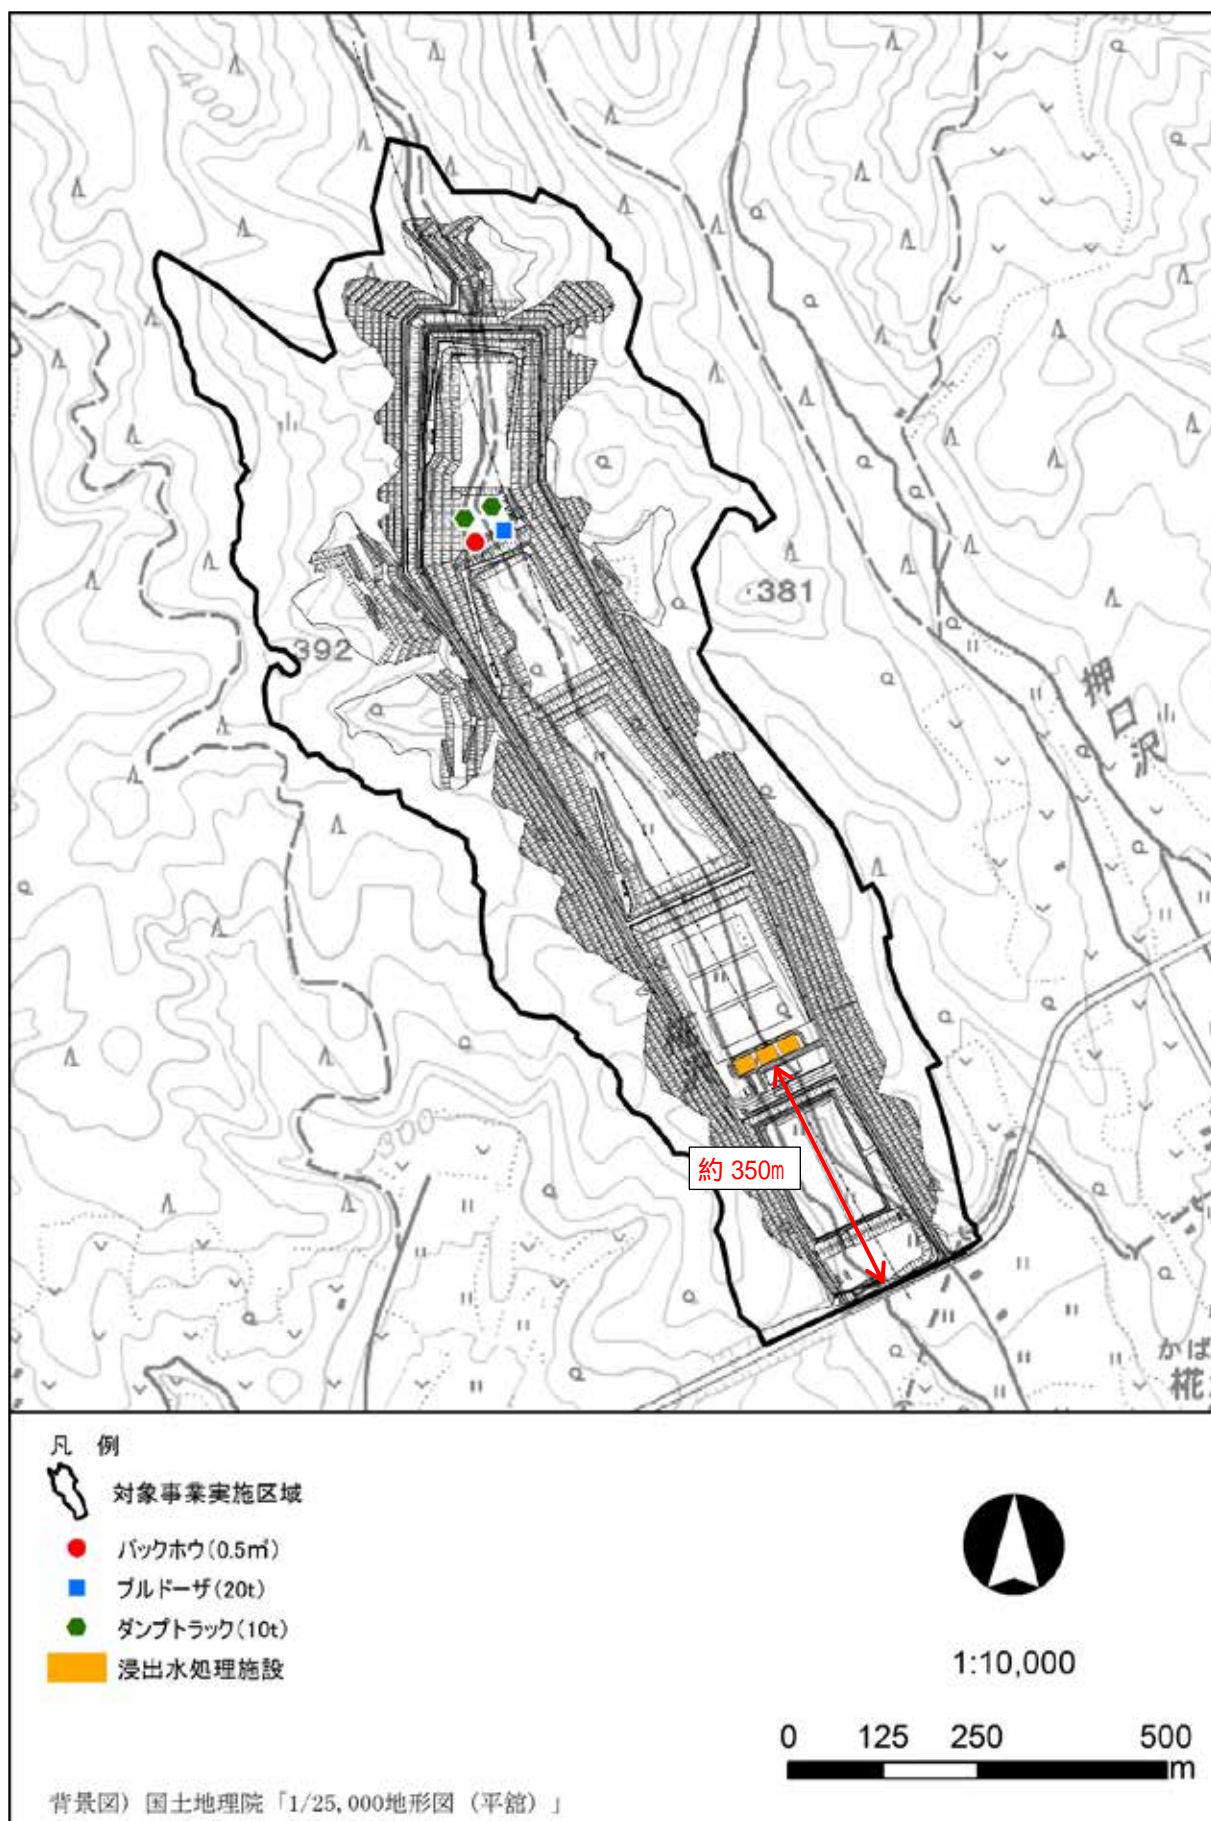 400
400
381
392
押口沢
約 350m
300
かば
椛
凡 例
対象事業実施区域
バックホウ(0.5㎥)
ブルドーザ(20t)
ダンプトラック(10t)
浸出水処理施設
1:10,000
0 125 250 500
m
背景図) 国土地理院「1/25,000地形図(平舘)」